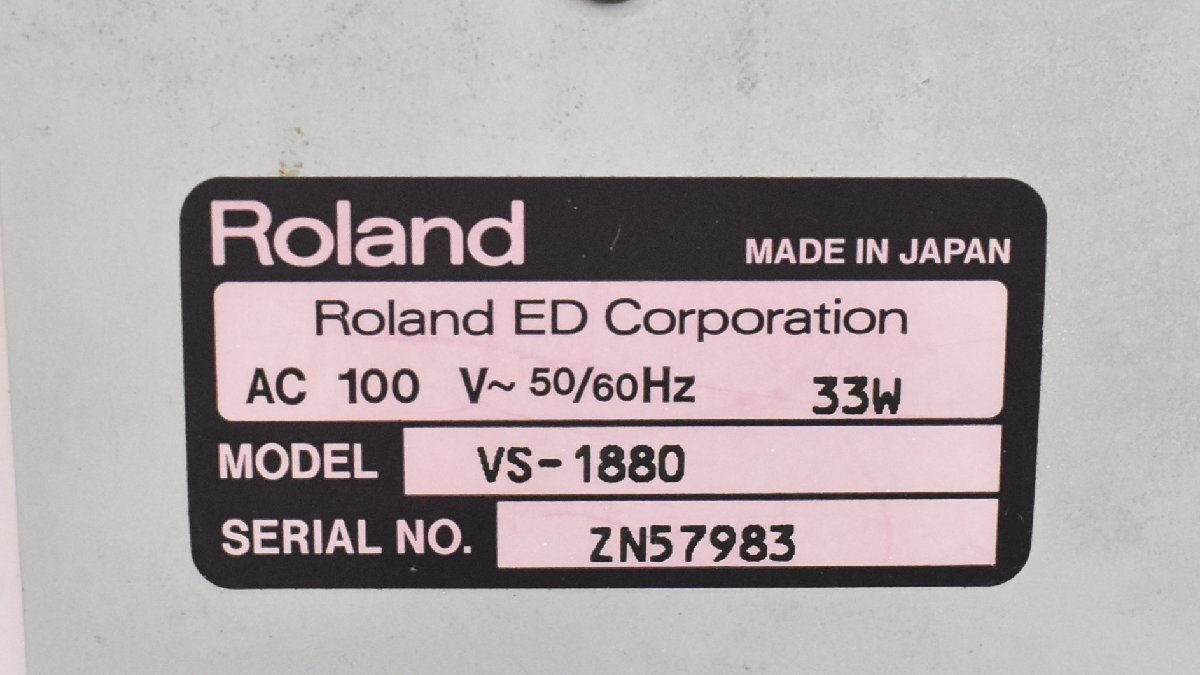 Roland
MADE IN JAPAN
Roland ED Corporation
AC 100 V~ 50/60Hz 33W
MODEL VS-1880
SERIAL NO. ZN57983